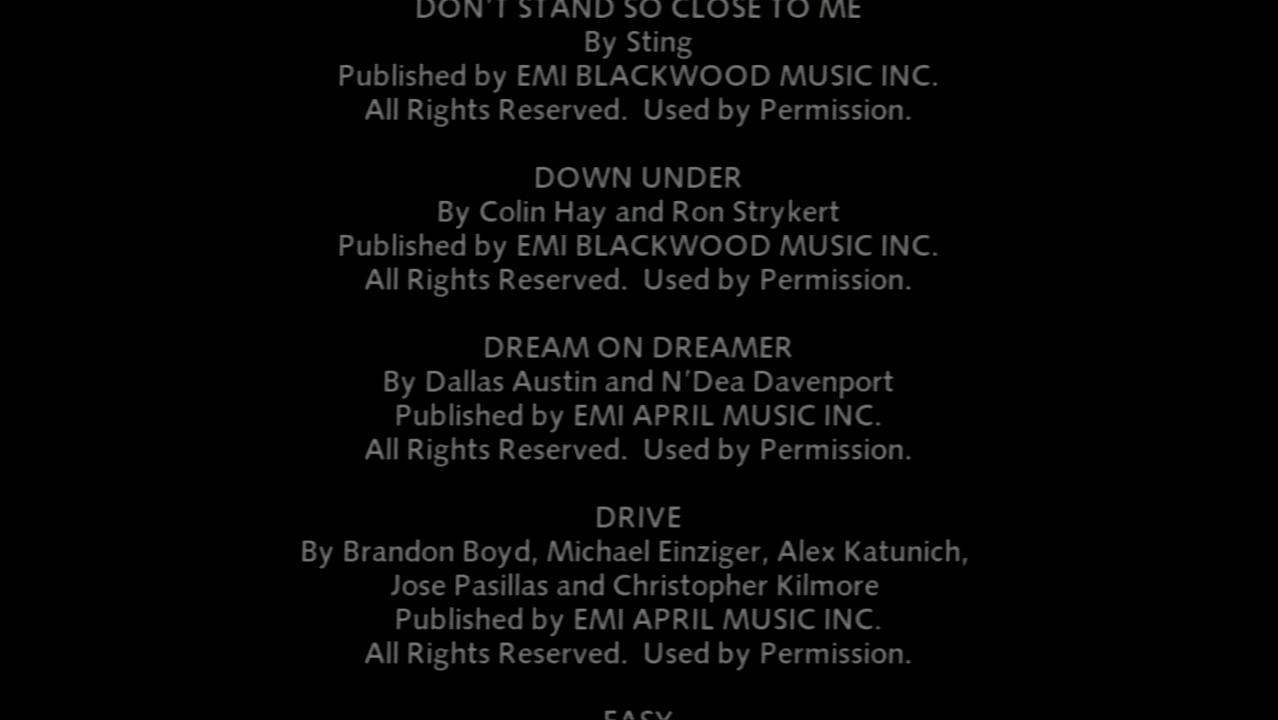 DON'T STAND SO CLOSE TO ME
By Sting
Published by EMI BLACKWOOD MUSIC INC.
All Rights Reserved.  Used by Permission.
DOWN UNDER
By Colin Hay and Ron Strykert
Published by EMI BLACKWOOD MUSIC INC.
All Rights Reserved.  Used by Permission.
DREAM ON DREAMER
By Dallas Austin and N'Dea Davenport
Published by EMI APRIL MUSIC INC.
All Rights Reserved.  Used by Permission.
DRIVE
By Brandon Boyd, Michael Einziger, Alex Katunich,
Jose Pasillas and Christopher Kilmore
Published by EMI APRIL MUSIC INC.
All Rights Reserved.  Used by Permission.
EASY